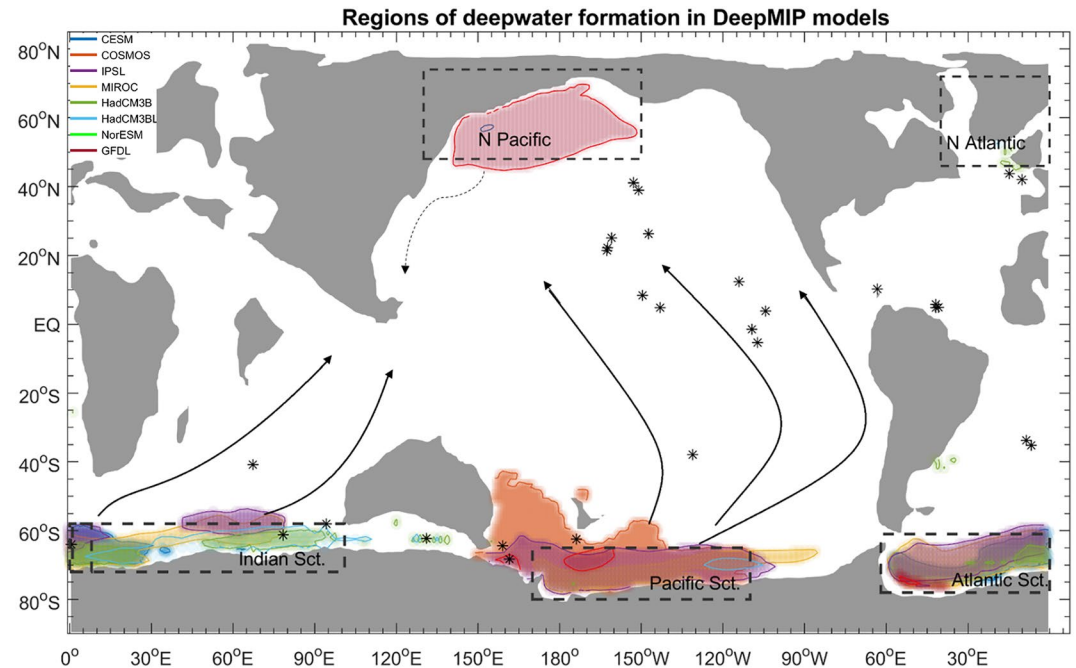 Regions of deepwater formation in DeepMIP models
80°N
CESM
COSMOS
IPSL
MIROC
HadCM3B
HadCM3BL
NorESM
GFDL
60°N
N Pacific
N Atlantic
40°N
20°N
EQ
20°S
40°S
60°S
Indian Sct.
Pacific Sct.
Atlantic Sct.
80°S
0° 30°E 60°E 90°E 120°E 150°E 180° 150°W 120°W 90°W 60°W 30°W